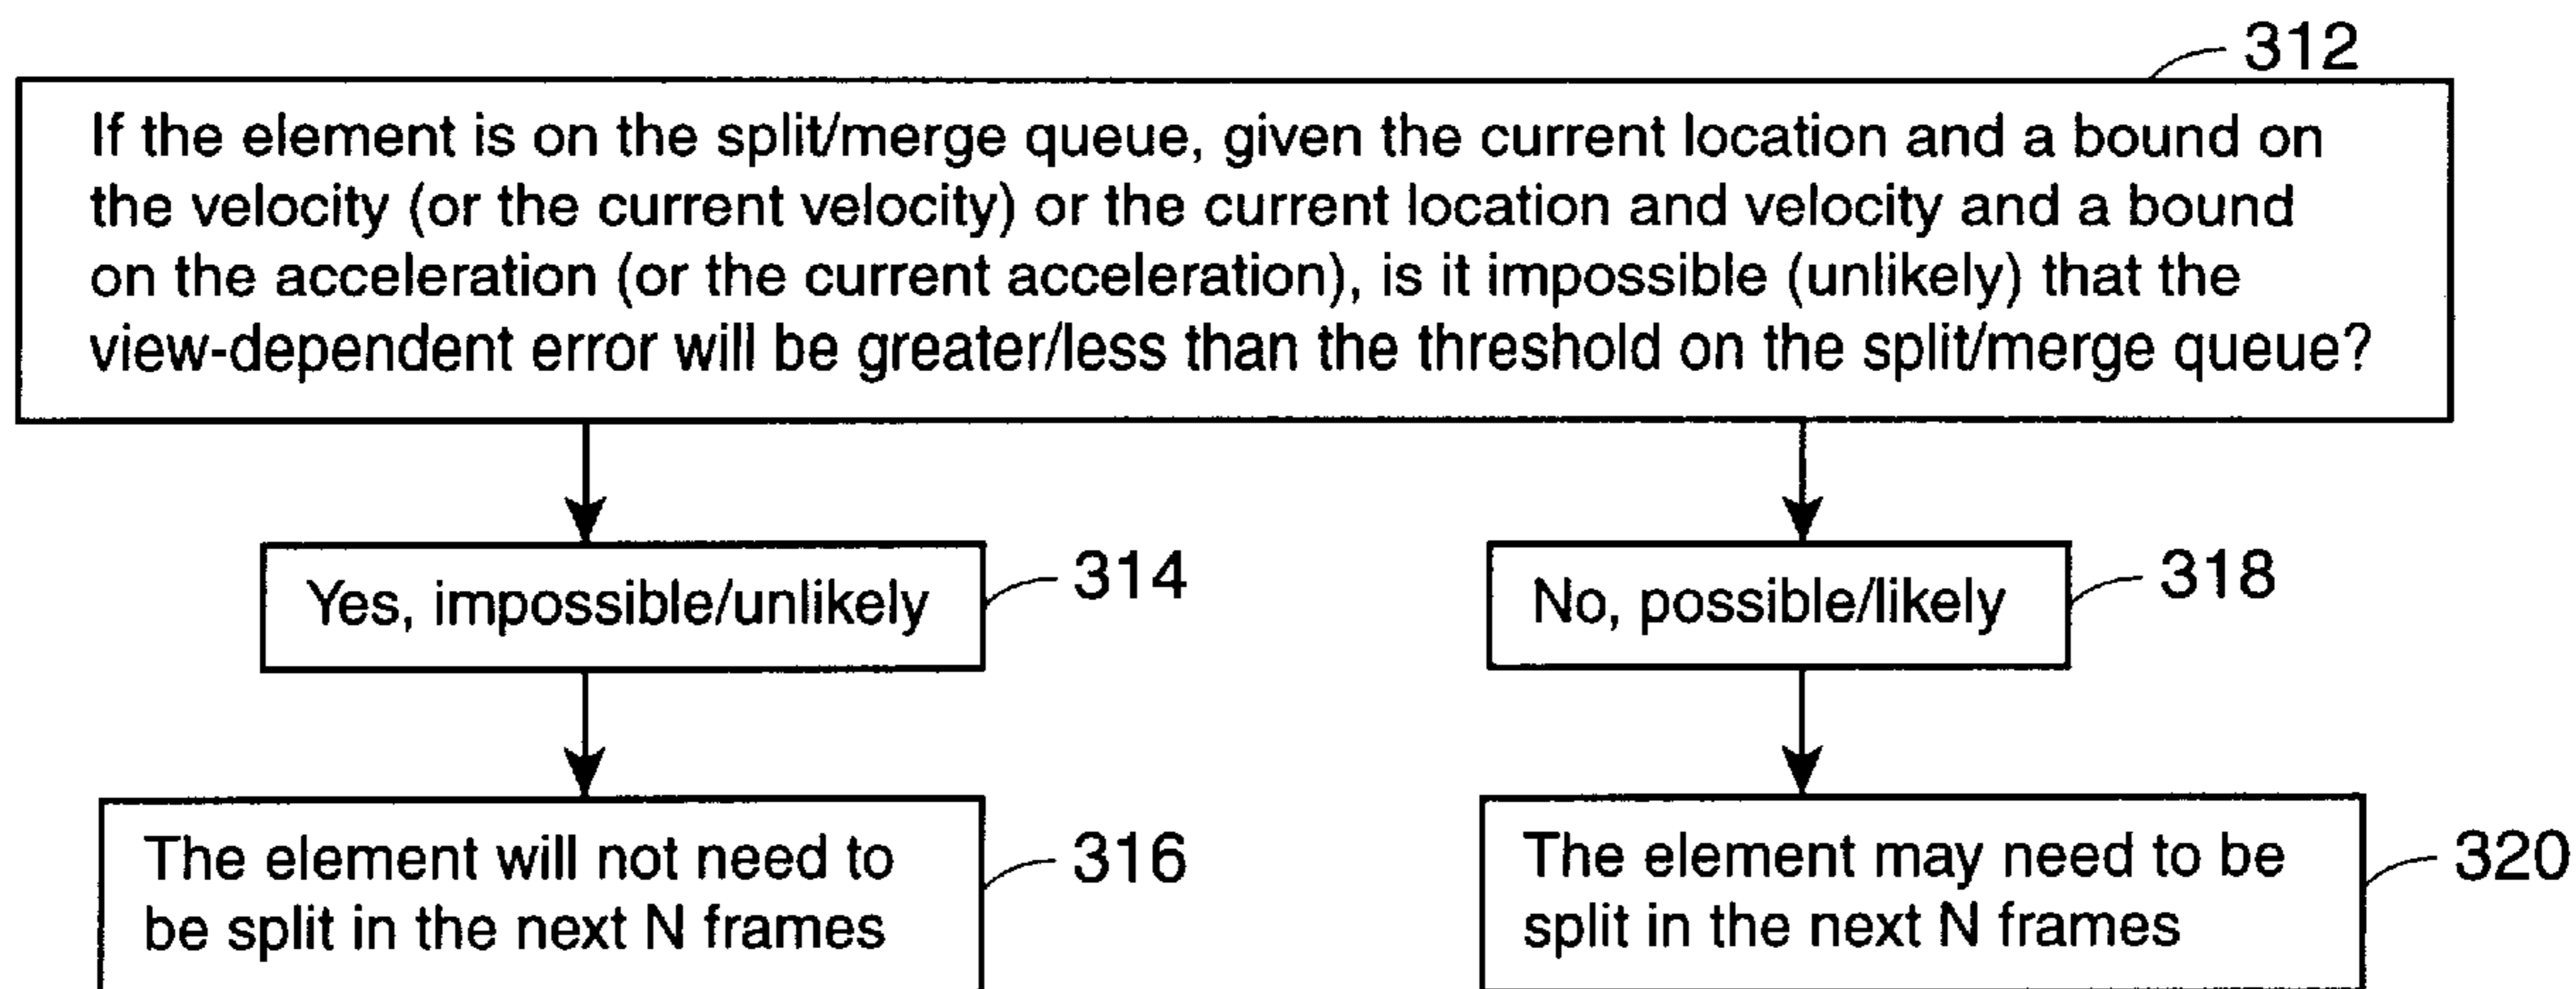 312
If the element is on the split/merge queue, given the current location and a bound on
the velocity (or the current velocity) or the current location and velocity and a bound
on the acceleration (or the current acceleration), is it impossible (unlikely) that the
view-dependent error will be greater/less than the threshold on the split/merge queue?
Yes, impossible/unlikely
314
No, possible/likely
318
The element will not need to
be split in the next N frames
316
The element may need to be
split in the next N frames
320